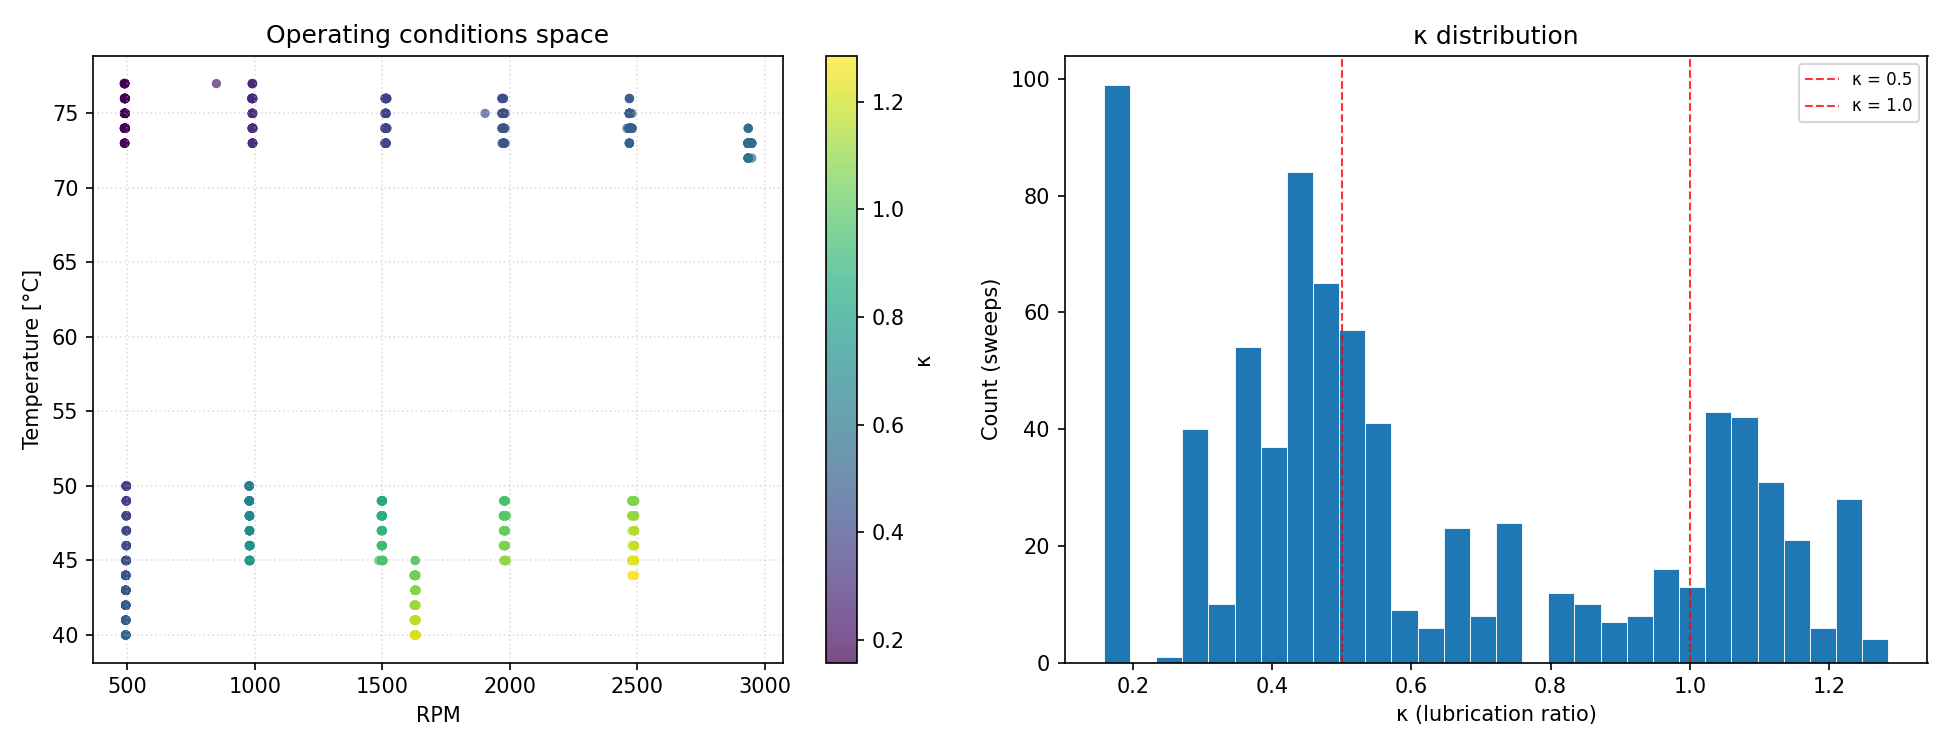 Operating conditions space
75
70
65
60
55
50
45
40
Temperature [°C]
500 1000 1500 2000 2500 3000
RPM
1.2
1.0
0.8
0.6
0.4
0.2
κ
κ distribution
κ = 0.5
κ = 1.0
100
80
60
40
20
0
Count (sweeps)
0.2 0.4 0.6 0.8 1.0 1.2
κ (lubrication ratio)